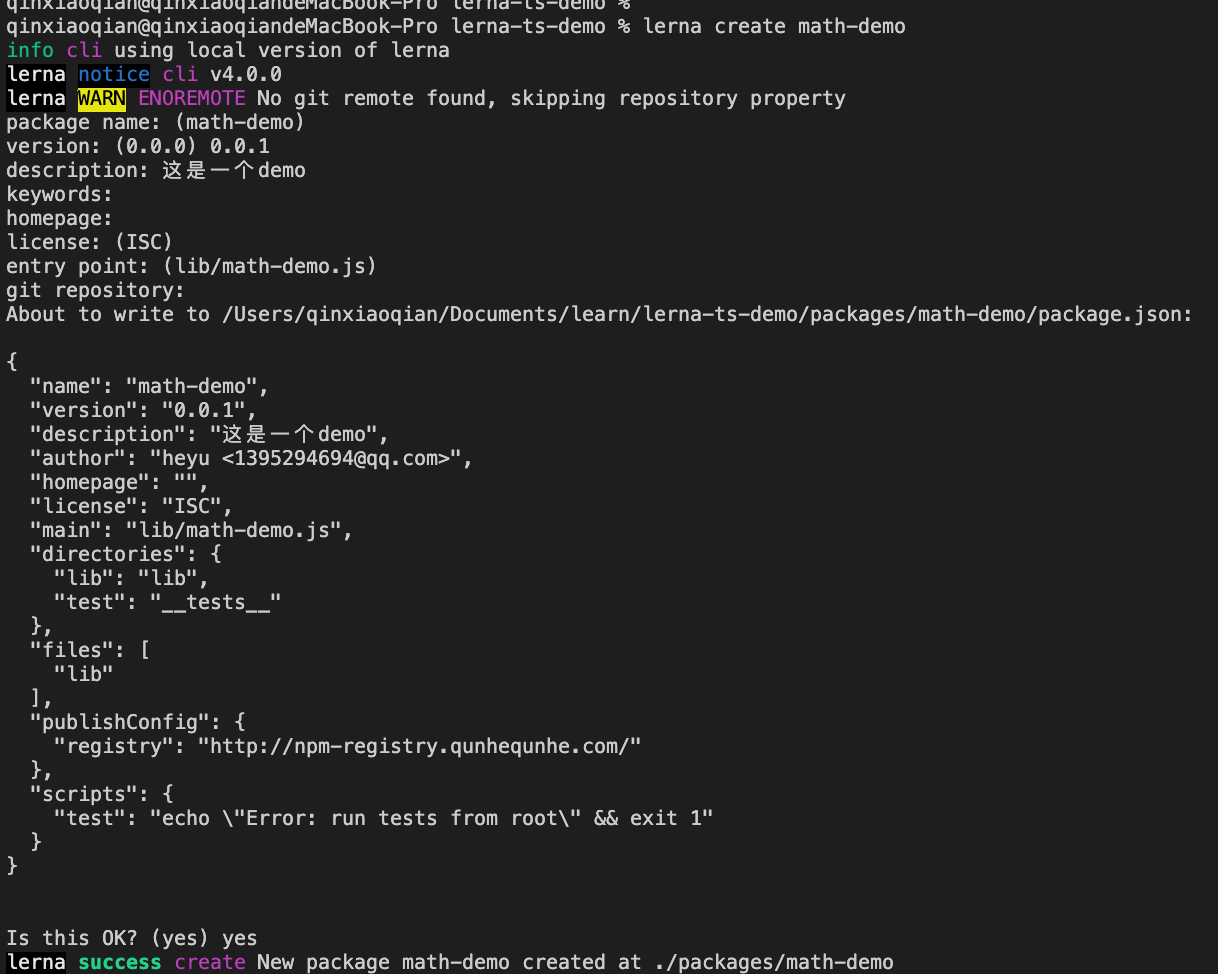 qinxiaoqian@qinxiaoqiandeMacBook-Pro lerna-ts-demo %
qinxiaoqian@qinxiaoqiandeMacBook-Pro lerna-ts-demo % lerna create math-demo
info cli using local version of lerna
lerna notice cli v4.0.0
lerna WARN ENOREMOTE No git remote found, skipping repository property
package name: (math-demo)
version: (0.0.0) 0.0.1
description: 这是一个demo
keywords:
homepage:
license: (ISC)
entry point: (lib/math-demo.js)
git repository:
About to write to /Users/qinxiaoqian/Documents/learn/lerna-ts-demo/packages/math-demo/package.json:

{
  "name": "math-demo",
  "version": "0.0.1",
  "description": "这是一个demo",
  "author": "heyu <1395294694@qq.com>",
  "homepage": "",
  "license": "ISC",
  "main": "lib/math-demo.js",
  "directories": {
    "lib": "lib",
    "test": "__tests__"
  },
  "files": [
    "lib"
  ],
  "publishConfig": {
    "registry": "http://npm-registry.qunhequnhe.com/"
  },
  "scripts": {
    "test": "echo \"Error: run tests from root\" && exit 1"
  }
}

Is this OK? (yes) yes
lerna success create New package math-demo created at ./packages/math-demo